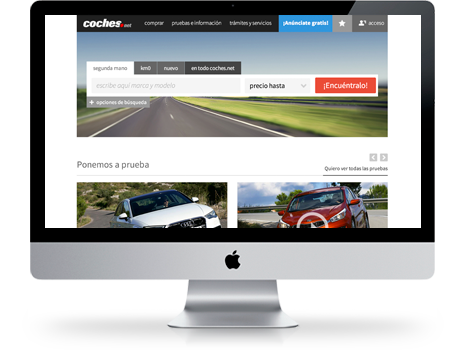 coches.net comprar pruebas e información trámites y servicios ¡Anúnciate gratis! acceso
segunda mano km0 nuevo en todo coches.net
escribe aquí marca y modelo precio hasta ¡Encuéntralo!
+ opciones de búsqueda
Ponemos a prueba
Quiero ver todas las pruebas